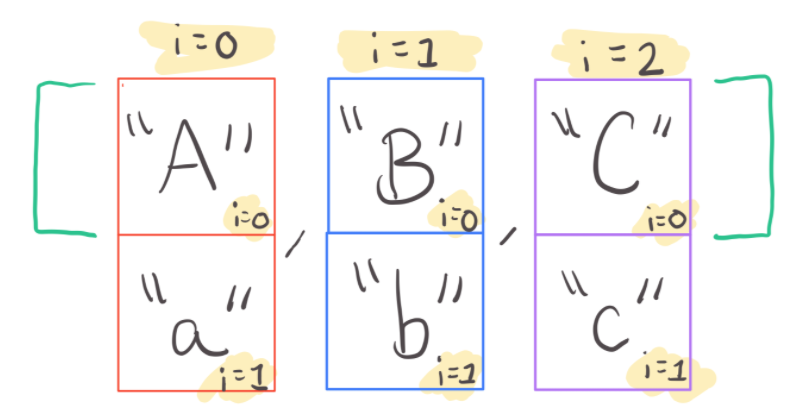 i=0 i=1 i=2
"A" "B" "C"
i=0 i=0 i=0
, ,
"a" "b" "c"
i=1 i=1 i=1